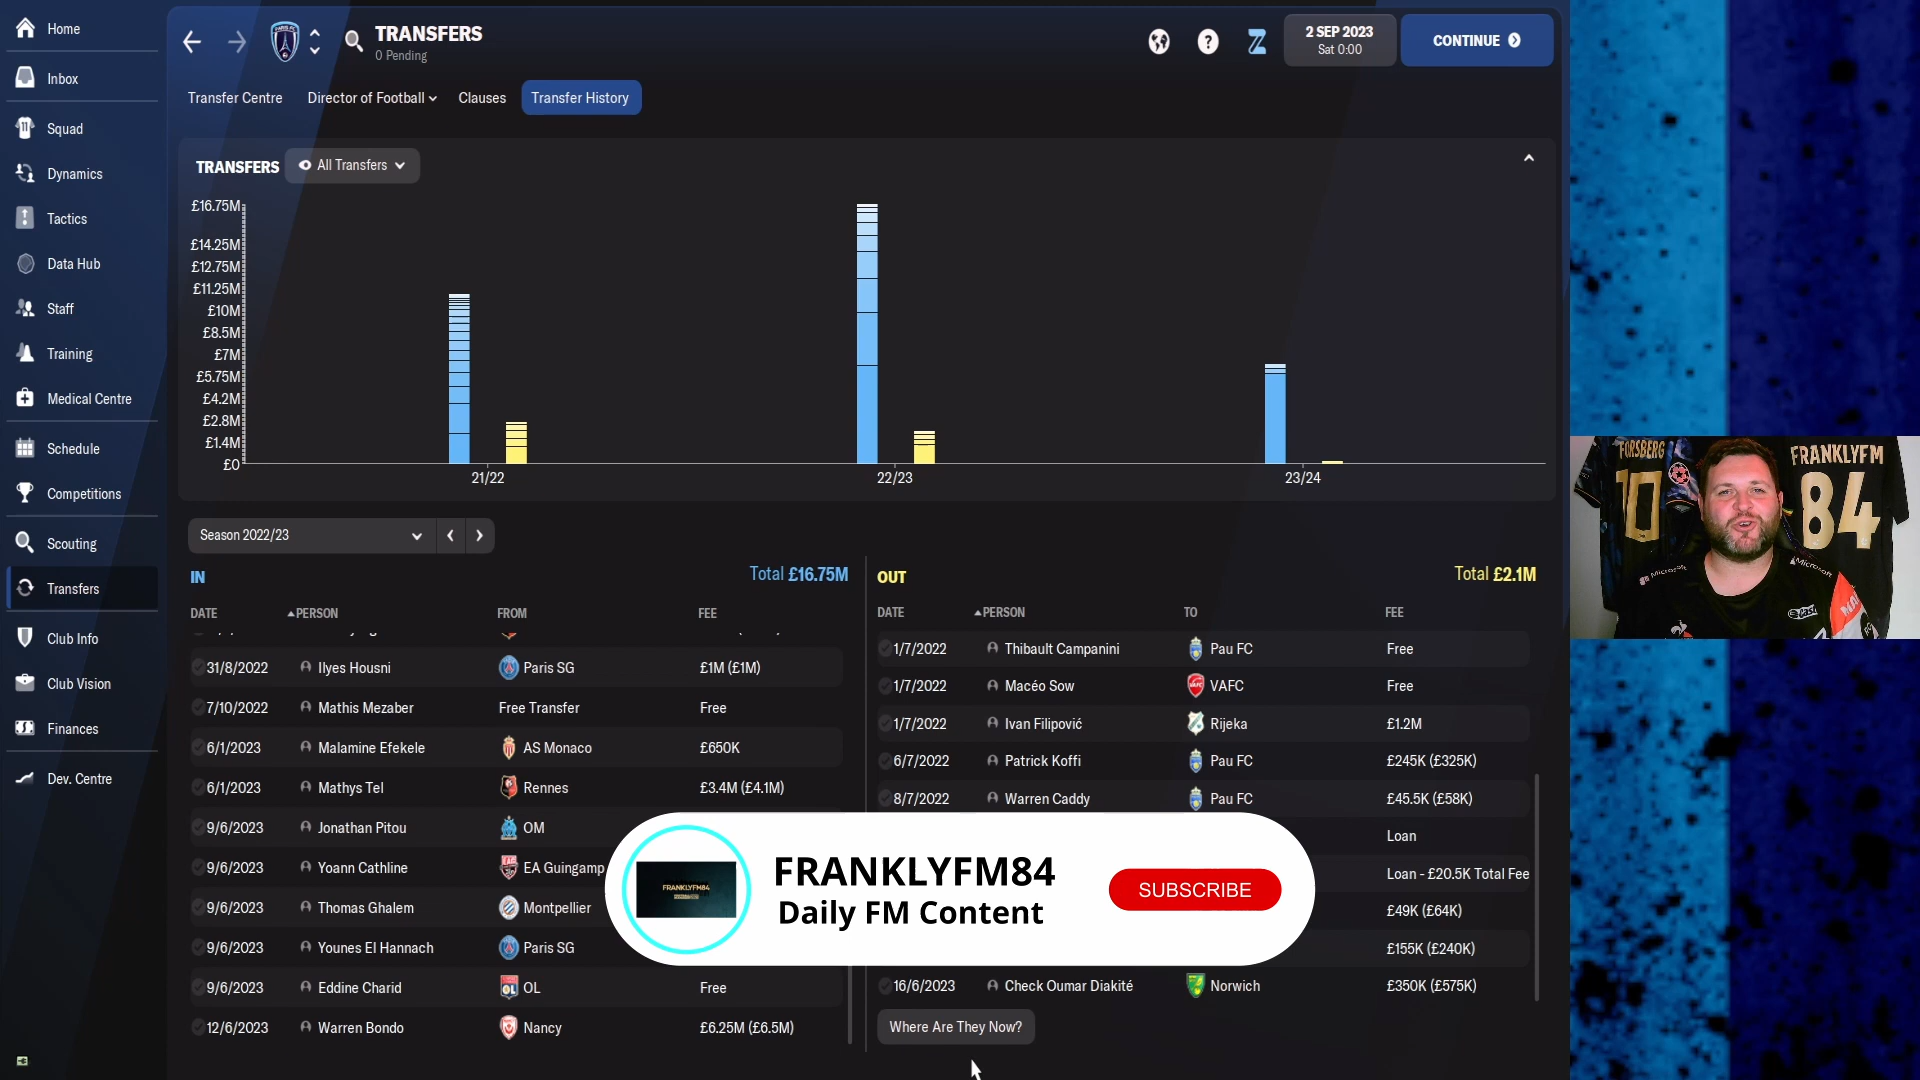 Home
Inbox
Squad
Dynamics
Tactics
Data Hub
Staff
Training
Medical Centre
Schedule
Competitions
Scouting
Transfers
Club Info
Club Vision
Finances
Dev. Centre
TRANSFERS
0 Pending
2 SEP 2023
Sat 0:00
CONTINUE
Transfer Centre Director of Football Clauses Transfer History
TRANSFERS All Transfers
£16.75M
£14.25M
£12.75M
£11.25M
£10M
£8.5M
£7M
£5.75M
£4.2M
£2.8M
£1.4M
£0
21/22 22/23 23/24
Season 2022/23
IN Total £16.75M
DATE PERSON FROM FEE
31/8/2022 Ilyes Housni Paris SG £1M (£1M)
7/10/2022 Mathis Mezaber Free Transfer Free
6/1/2023 Malamine Efekele AS Monaco £650K
6/1/2023 Mathys Tel Rennes £3.4M (£4.1M)
9/6/2023 Jonathan Pitou OM
9/6/2023 Yoann Cathline EA Guingamp
9/6/2023 Thomas Ghalem Montpellier
9/6/2023 Younes El Hannach Paris SG
9/6/2023 Eddine Charid OL Free
12/6/2023 Warren Bondo Nancy £6.25M (£6.5M)
OUT Total £2.1M
DATE PERSON TO FEE
1/7/2022 Thibault Campanini Pau FC Free
1/7/2022 Macéo Sow VAFC Free
1/7/2022 Ivan Filipović Rijeka £1.2M
6/7/2022 Patrick Koffi Pau FC £245K (£325K)
8/7/2022 Warren Caddy Pau FC £45.5K (£58K)
Loan
Loan - £20.5K Total Fee
£49K (£64K)
£155K (£240K)
16/6/2023 Check Oumar Diakité Norwich £350K (£575K)
Where Are They Now?
FRANKLYFM84
FRANKLYFM84
Daily FM Content
SUBSCRIBE
FORSBERG
10
FRANKLYFM
84
Microsoft
Microsoft